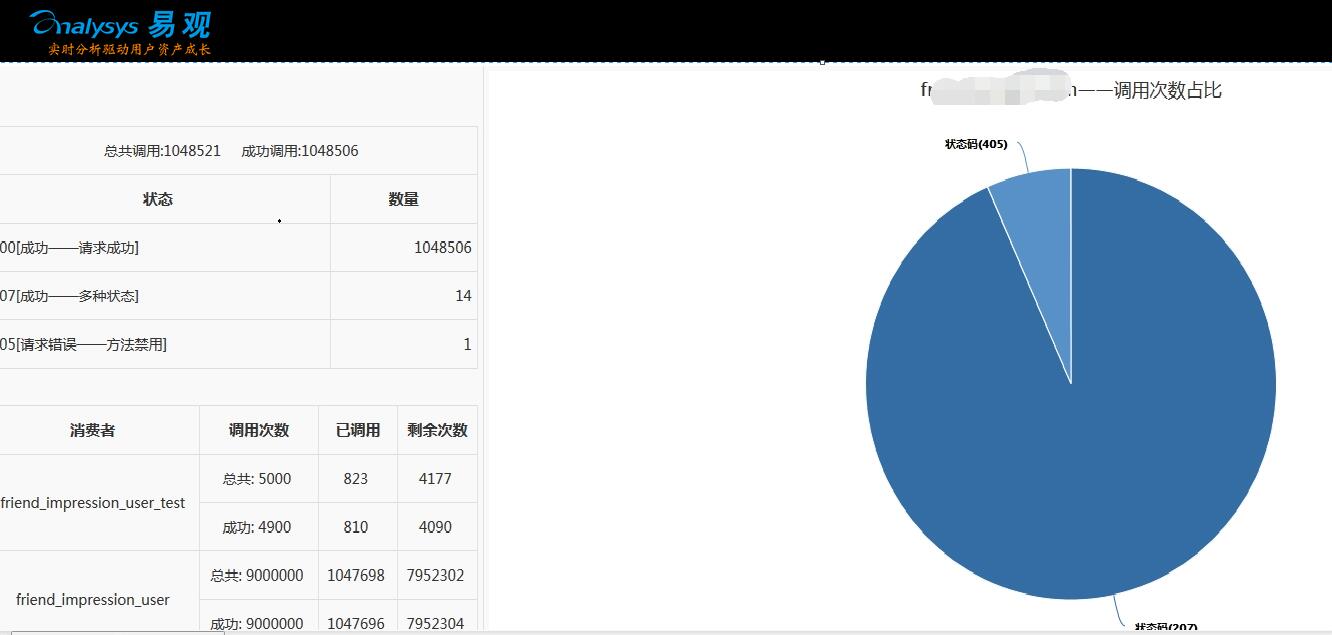 Analysys 易观
实时分析驱动用户资产成长
总共调用:1048521 成功调用:1048506
状态 数量
00[成功——请求成功] 1048506
07[成功——多种状态] 14
05[请求错误——方法禁用] 1
消费者 调用次数 已调用 剩余次数
friend_impression_user_test
总共: 5000 823 4177
成功: 4900 810 4090
friend_impression_user
总共: 9000000 1047698 7952302
成功: 9000000 1047696 7952304
——调用次数占比
状态码(405)
状态码(207)